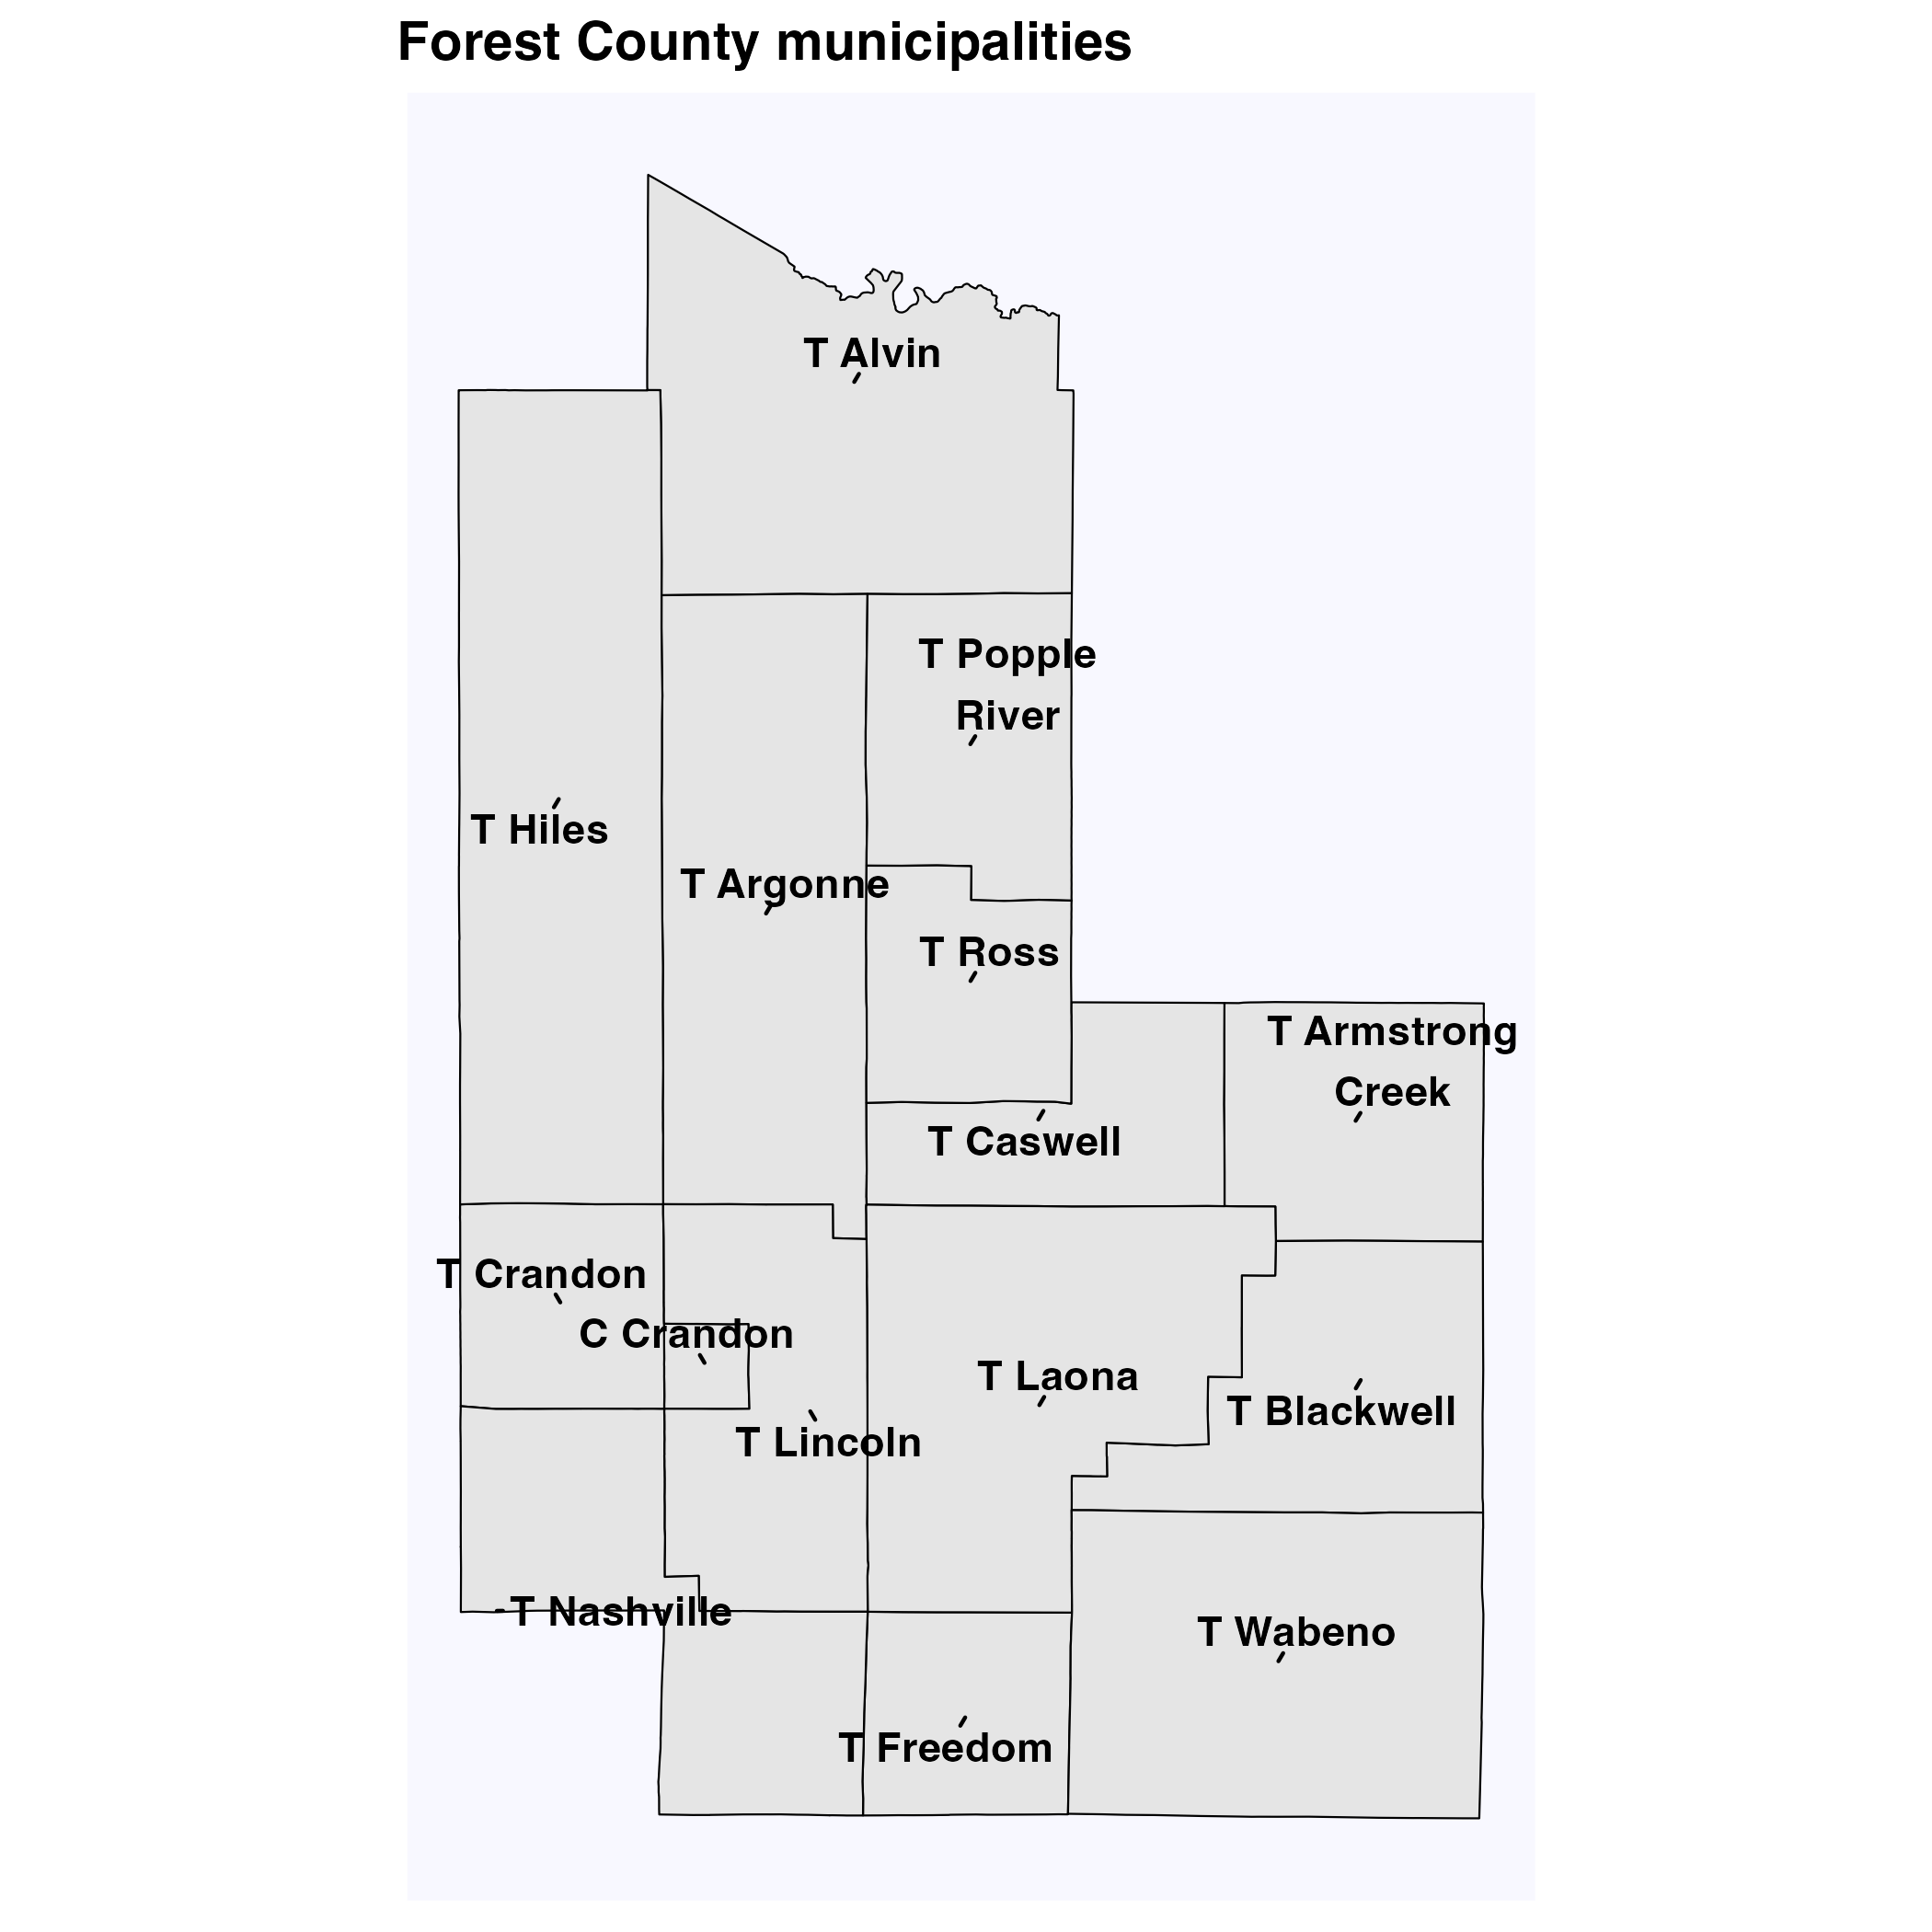 Forest County municipalities
T Alvin
T Popple
River
T Hiles
T Argonne
T Ross
T Armstrong
Creek
T Caswell
T Crandon
C Crandon
T Laona
T Blackwell
T Lincoln
T Nashville
T Wabeno
T Freedom